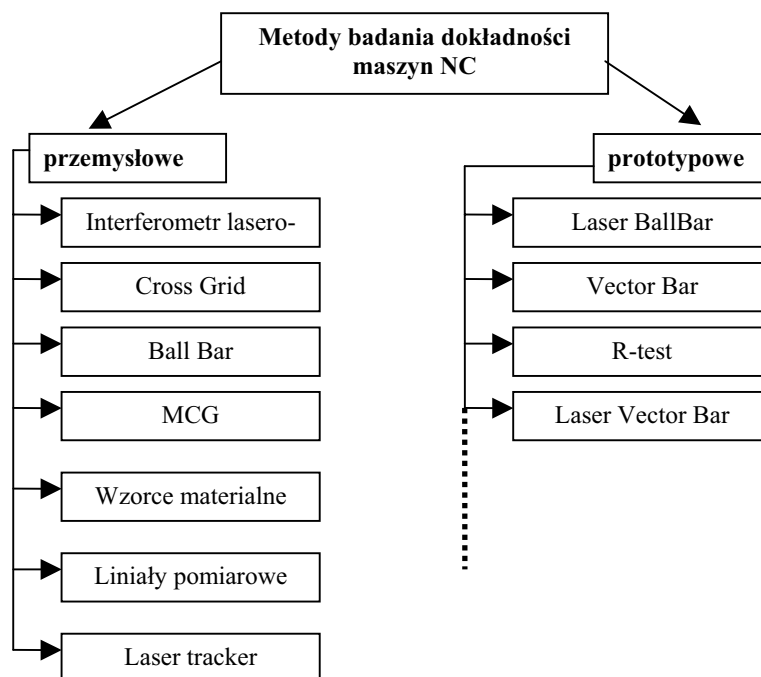 Metody badania dokładności
maszyn NC
przemysłowe
Interferometr lasero-
Cross Grid
Ball Bar
MCG
Wzorce materialne
Liniały pomiarowe
Laser tracker
prototypowe
Laser BallBar
Vector Bar
R-test
Laser Vector Bar